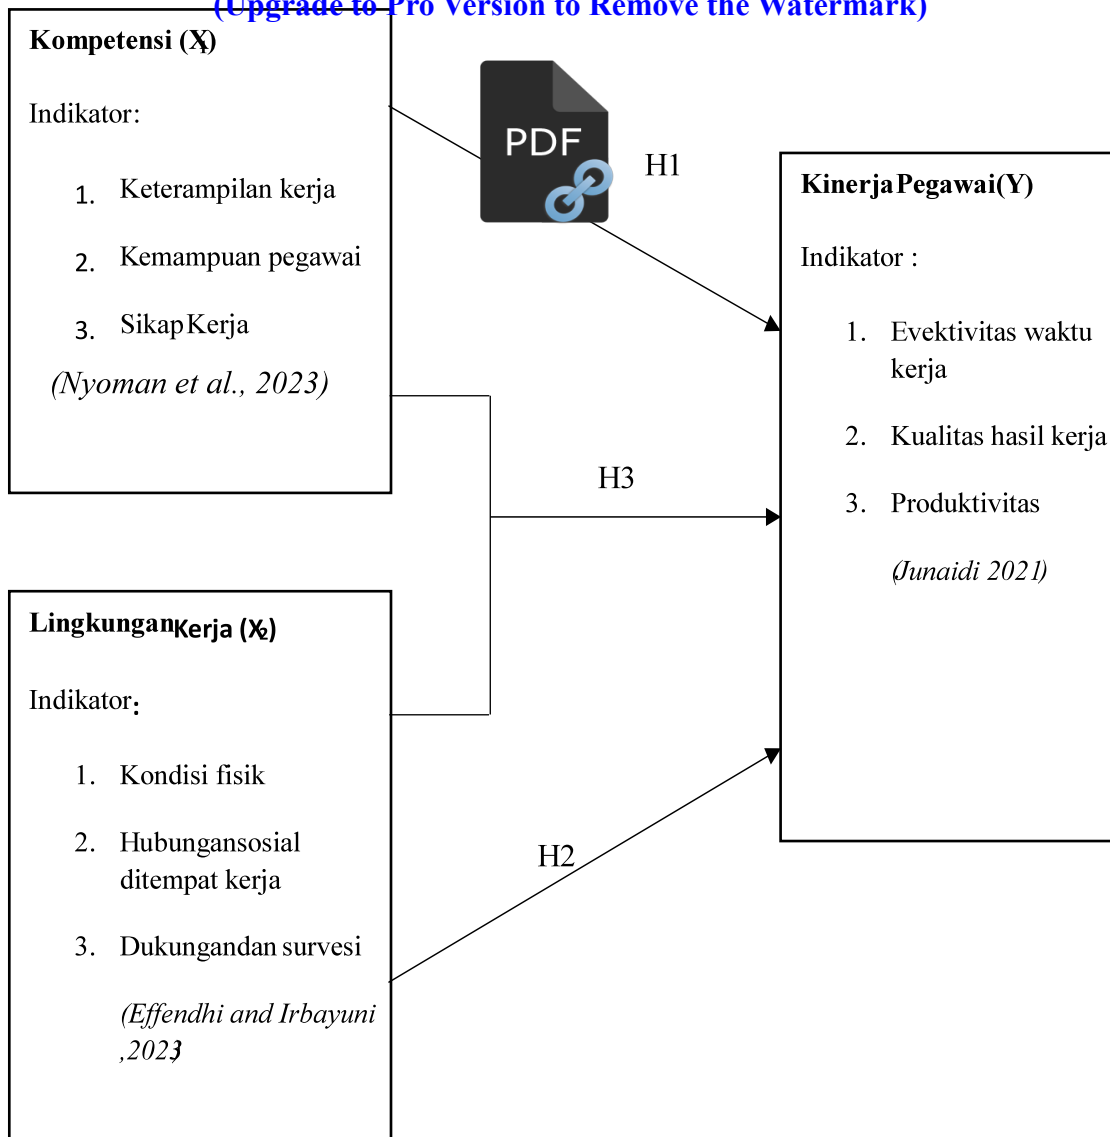 (Upgrade to Pro Version to Remove the Watermark)
Kompetensi (X1)
Indikator:
1. Keterampilan kerja
2. Kemampuan pegawai
3. Sikap Kerja
(Nyoman et al., 2023)
PDF
H1
Kinerja Pegawai (Y)
Indikator :
1. Evektivitas waktu
kerja
2. Kualitas hasil kerja
3. Produktivitas
(Junaidi 2021)
H3
Lingkungan Kerja (X2)
Indikator:
1. Kondisi fisik
2. Hubungan sosial
ditempat kerja
3. Dukungan dan survesi
(Effendhi and Irbayuni
,2023)
H2